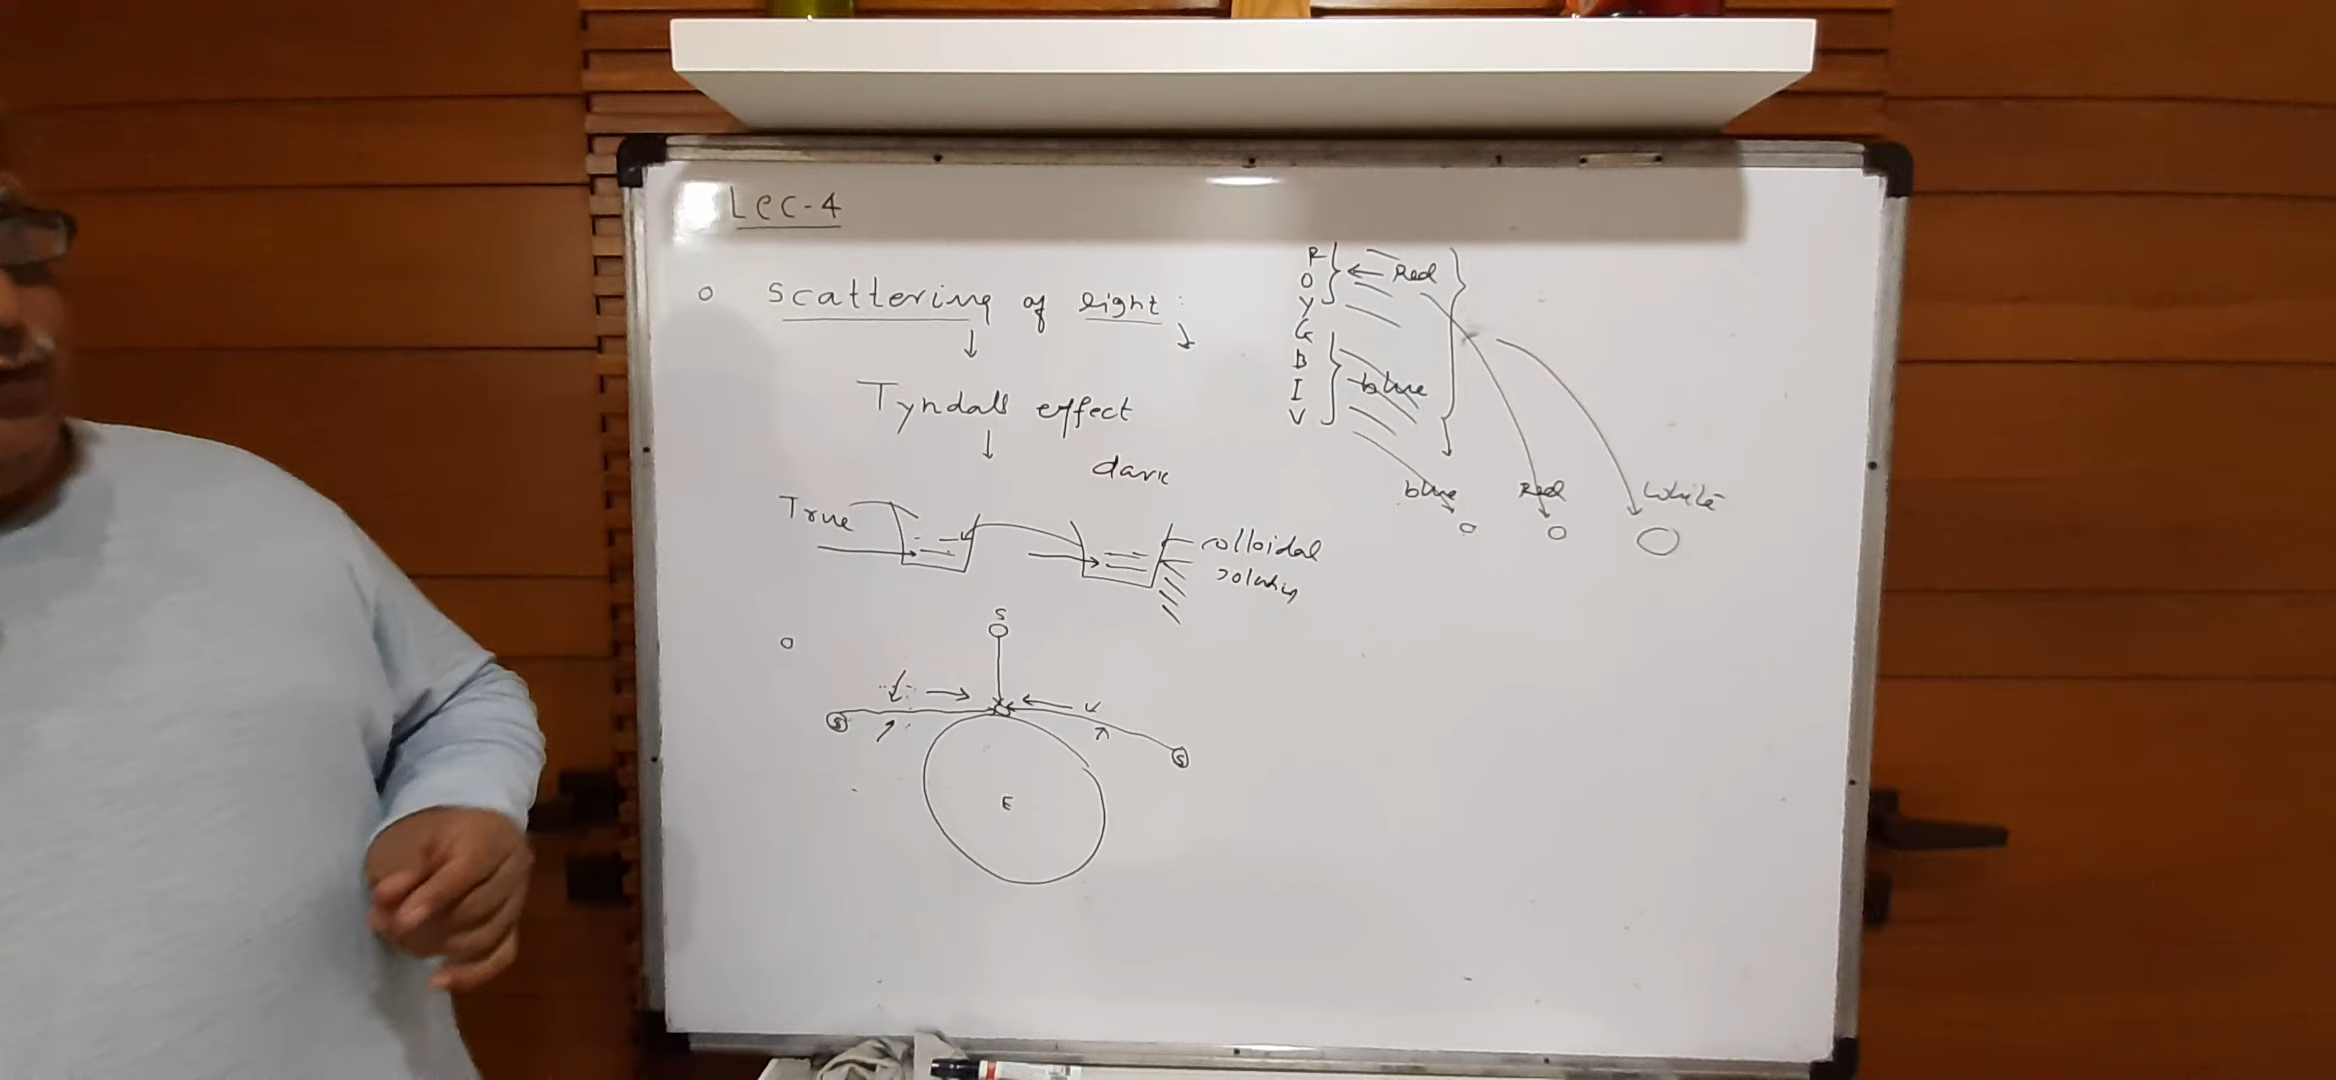 Lec-4
Scattering of light:
Tyndall effect
dark
True
colloidal
solution
S
S
S
E
R
O
Y
G
B
I
V
Red
blue
blue Red white